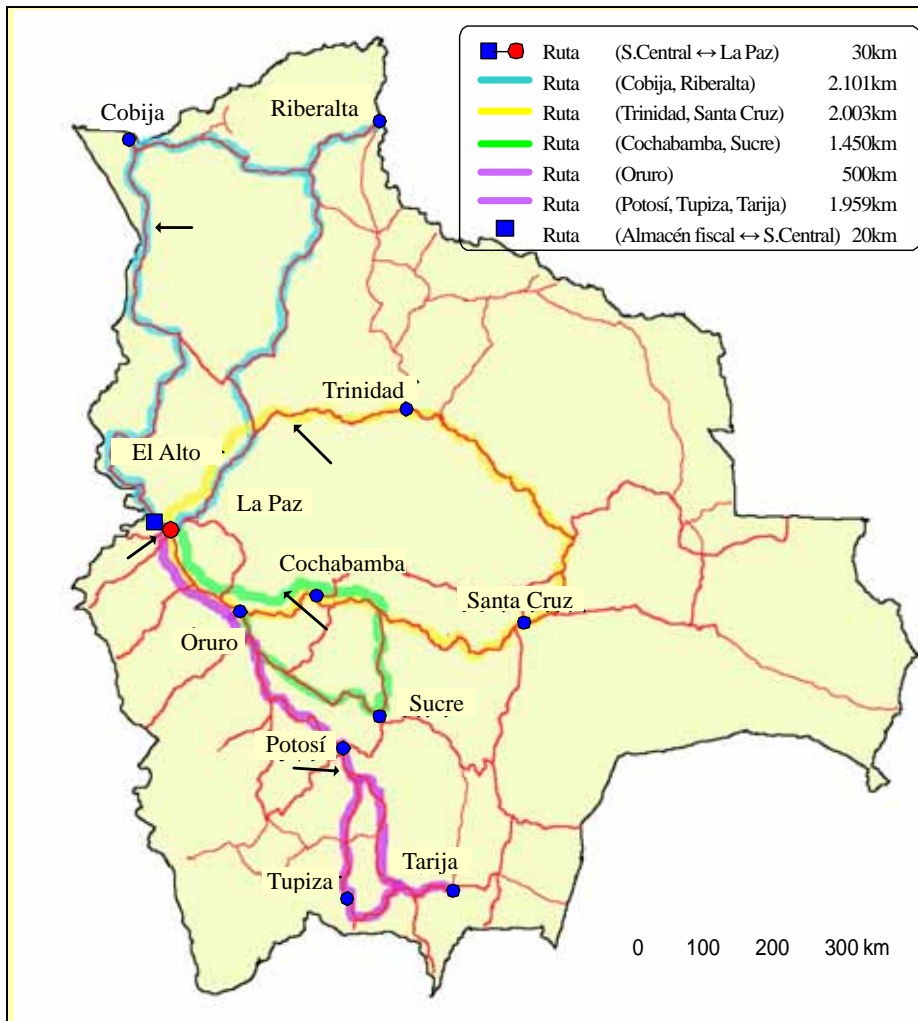 Ruta (S.Central ↔ La Paz) 30km
Ruta (Cobija, Riberalta) 2.101km
Ruta (Trinidad, Santa Cruz) 2.003km
Ruta (Cochabamba, Sucre) 1.450km
Ruta (Oruro) 500km
Ruta (Potosí, Tupiza, Tarija) 1.959km
Ruta (Almacén fiscal ↔ S.Central) 20km
Cobija
Riberalta
Trinidad
El Alto
La Paz
Cochabamba
Santa Cruz
Oruro
Sucre
Potosí
Tarija
Tupiza
0 100 200 300 km